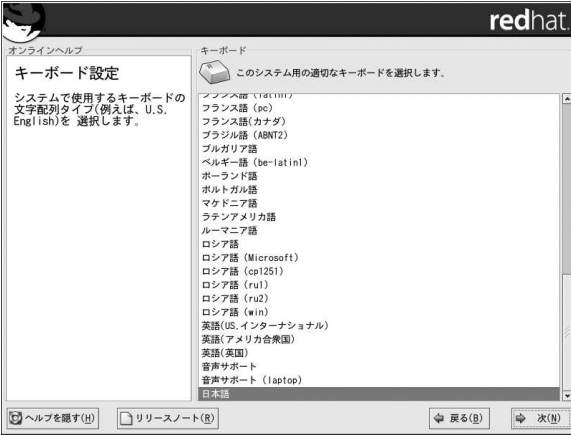 redhat.
オンラインヘルプ
キーボード設定
システムで使用するキーボードの
文字配列タイプ(例えば、U.S.
English)を 選択します。
キーボード
このシステム用の適切なキーボードを選択します.
フランス語 (latin1)
フランス語 (pc)
フランス語(カナダ)
ブラジル語 (ABNT2)
ブルガリア語
ベルギー語 (be-latin1)
ポーランド語
ポルトガル語
マケドニア語
ラテンアメリカ語
ルーマニア語
ロシア語
ロシア語 (Microsoft)
ロシア語 (cp1251)
ロシア語 (ru1)
ロシア語 (ru2)
ロシア語 (win)
英語(US.インターナショナル)
英語(アメリカ合衆国)
英語(英国)
音声サポート
音声サポート (laptop)
日本語
ヘルプを隠す(H)
リリースノート(R)
戻る(B)
次(N)